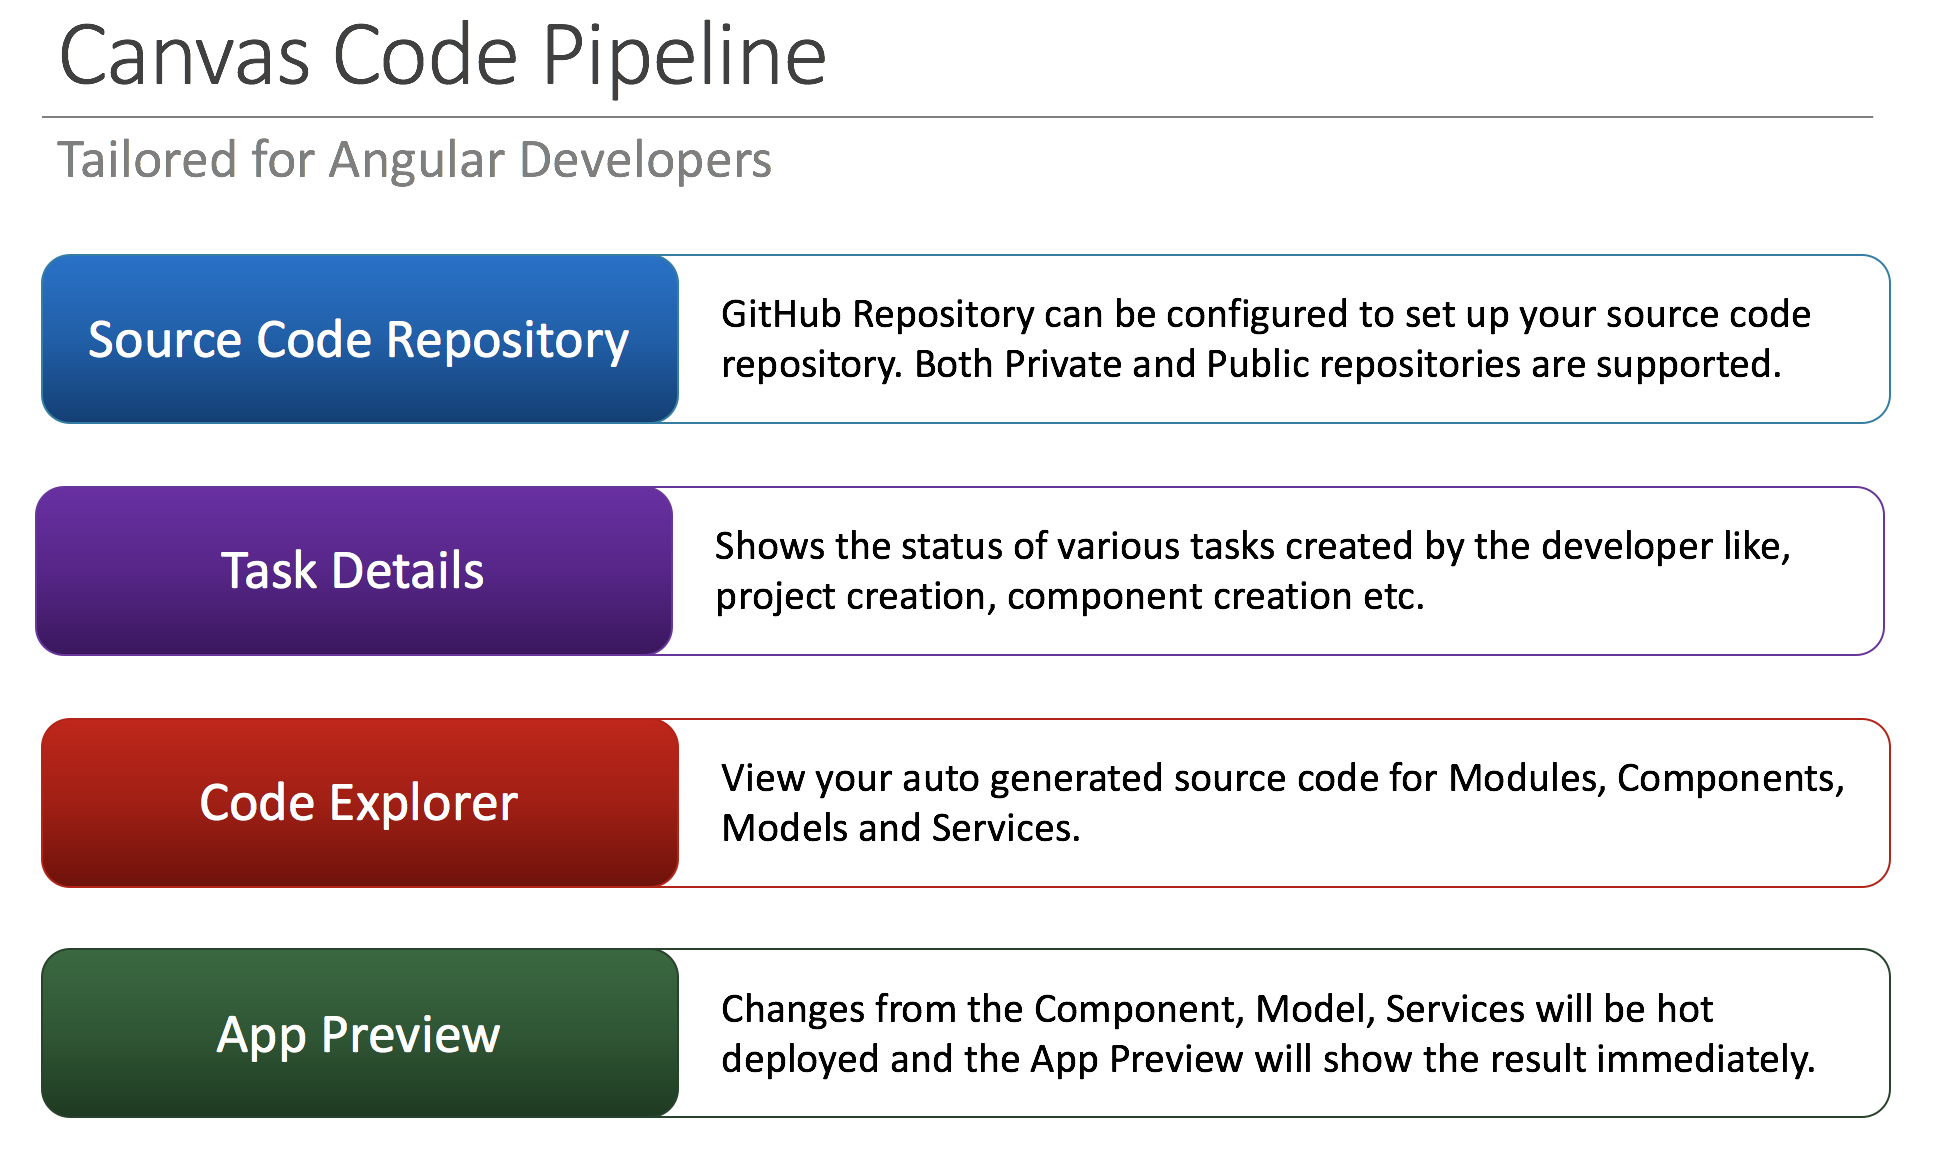 Canvas Code Pipeline
Tailored for Angular Developers
Source Code Repository
GitHub Repository can be configured to set up your source code
repository. Both Private and Public repositories are supported.
Task Details
Shows the status of various tasks created by the developer like,
project creation, component creation etc.
Code Explorer
View your auto generated source code for Modules, Components,
Models and Services.
App Preview
Changes from the Component, Model, Services will be hot
deployed and the App Preview will show the result immediately.